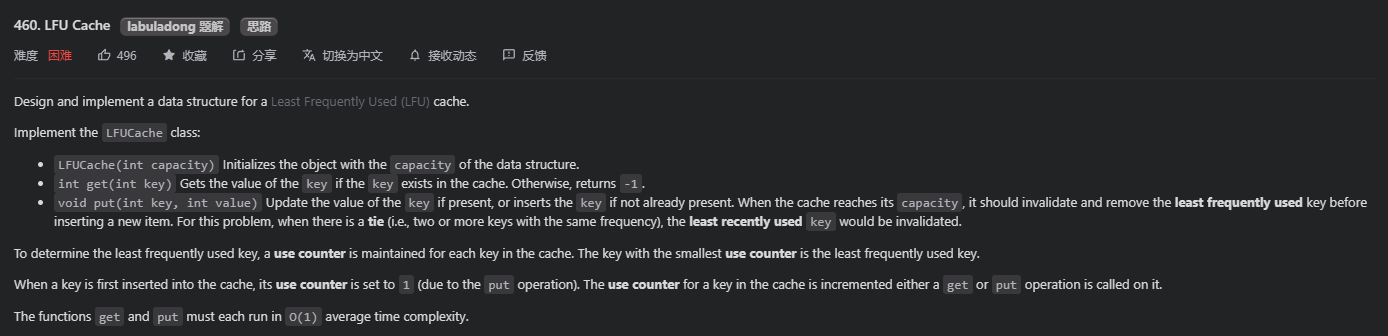 460. LFU Cache labuladong 题解 思路
难度 困难 496 收藏 分享 切换为中文 接收动态 反馈
Design and implement a data structure for a Least Frequently Used (LFU) cache.
Implement the LFUCache class:
• LFUCache(int capacity) Initializes the object with the capacity of the data structure.
• int get(int key) Gets the value of the key if the key exists in the cache. Otherwise, returns -1.
• void put(int key, int value) Update the value of the key if present, or inserts the key if not already present. When the cache reaches its capacity, it should invalidate and remove the least frequently used key before
inserting a new item. For this problem, when there is a tie (i.e., two or more keys with the same frequency), the least recently used key would be invalidated.
To determine the least frequently used key, a use counter is maintained for each key in the cache. The key with the smallest use counter is the least frequently used key.
When a key is first inserted into the cache, its use counter is set to 1 (due to the put operation). The use counter for a key in the cache is incremented either a get or put operation is called on it.
The functions get and put must each run in O(1) average time complexity.